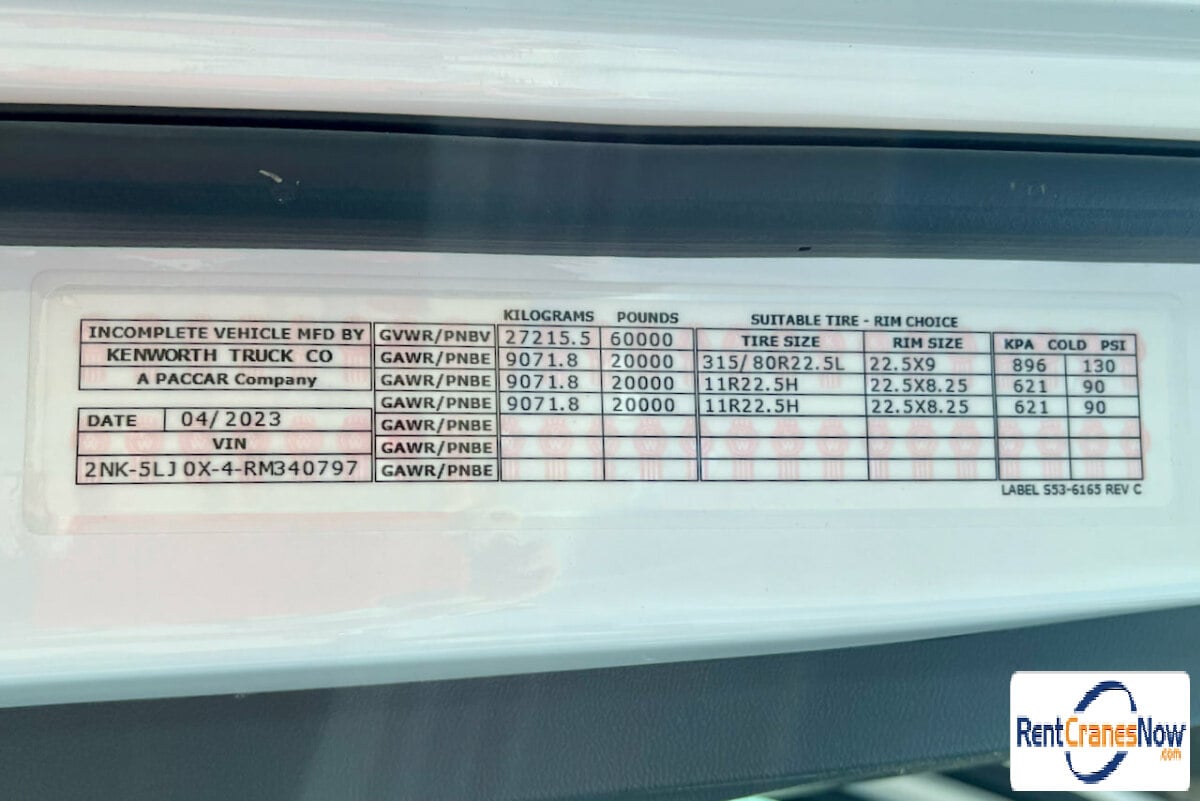 KILOGRAMS POUNDS SUITABLE TIRE - RIM CHOICE
INCOMPLETE VEHICLE MFD BY GVWR/PNBV 27215.5 60000 TIRE SIZE RIM SIZE KPA COLD PSI
KENWORTH TRUCK CO GAWR/PNBE 9071.8 20000 315/80R22.5L 22.5X9 896 130
A PACCAR Company GAWR/PNBE 9071.8 20000 11R22.5H 22.5X8.25 621 90
GAWR/PNBE 9071.8 20000 11R22.5H 22.5X8.25 621 90
DATE 04/2023 GAWR/PNBE
VIN GAWR/PNBE
2NK-5LJ0X-4-RM340797 GAWR/PNBE
LABEL S53-6165 REV C
RentCranesNow
.com